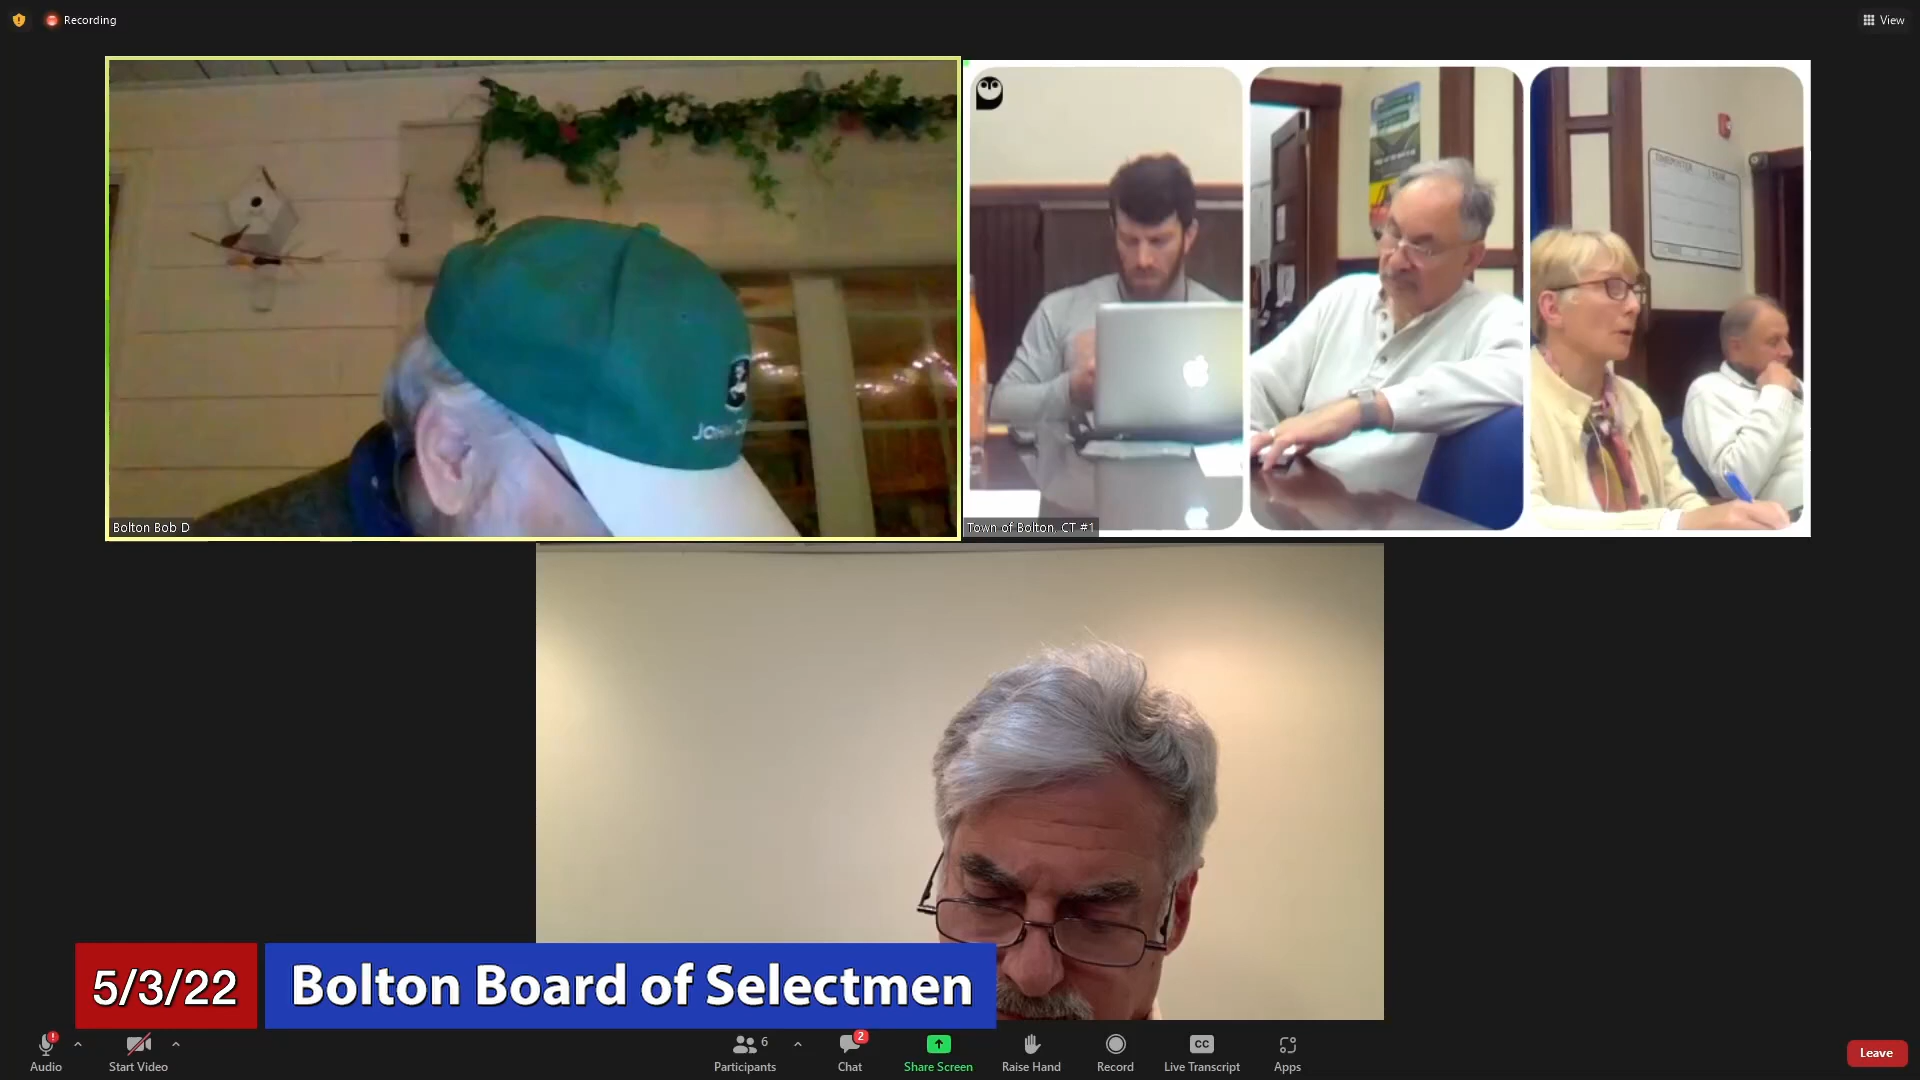 Recording
View
Bolton Bob D
Town of Bolton, CT #1
5/3/22
Bolton Board of Selectmen
Audio
Start Video
6
Participants
2
Chat
Share Screen
Raise Hand
Record
CC
Live Transcript
Apps
Leave